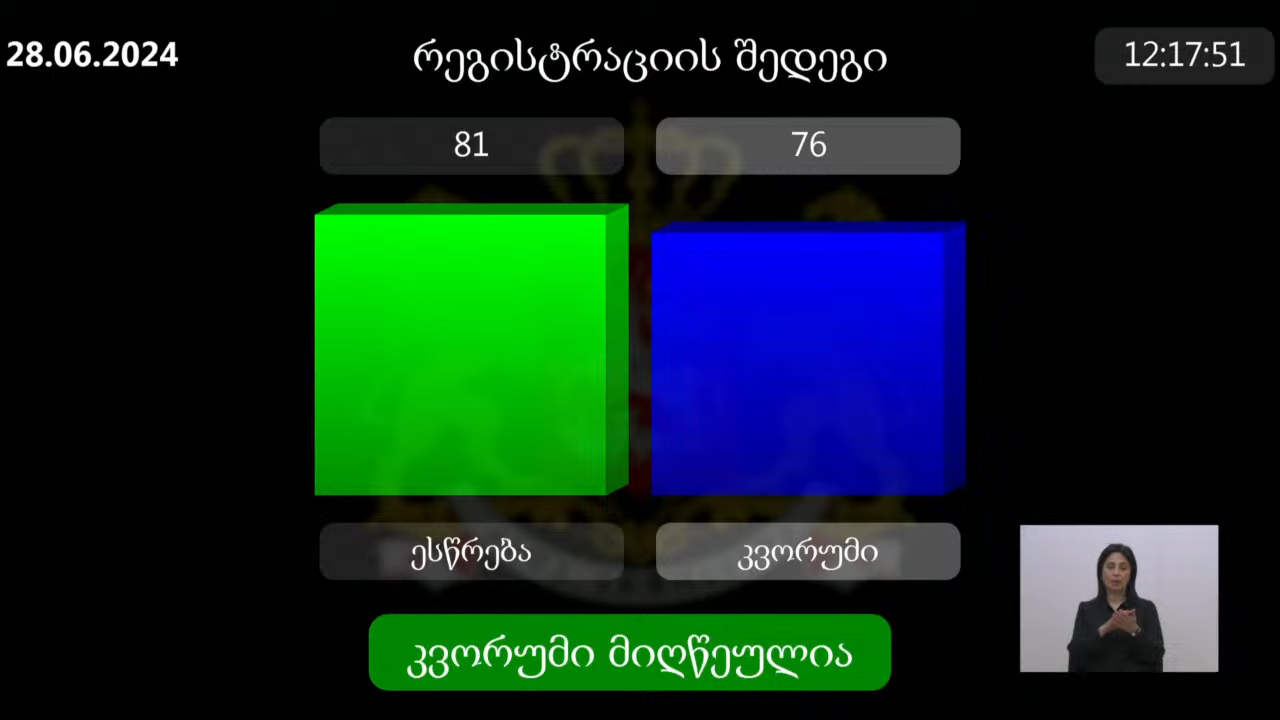 28.06.2024
რეგისტრაციის შედეგი
12:17:51
81
76
ესწრება
კვორუმი
კვორუმი მიღწეულია